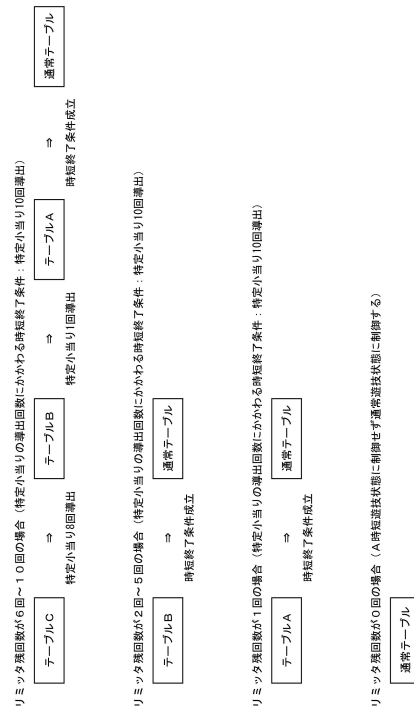 リミッタ残回数が6回～10回の場合（特定小当りの導出回数にかかわる時短終了条件：特定小当り10回導出）
テーブルC ⇒ テーブルB ⇒ テーブルA ⇒ 通常テーブル
特定小当り8回導出 特定小当り1回導出 時短終了条件成立
リミッタ残回数が2回～5回の場合（特定小当りの導出回数にかかわる時短終了条件：特定小当り10回導出）
テーブルB ⇒ 通常テーブル
時短終了条件成立
リミッタ残回数が1回の場合（特定小当りの導出回数にかかわる時短終了条件：特定小当り10回導出）
テーブルA ⇒ 通常テーブル
時短終了条件成立
リミッタ残回数が0回の場合（A時短遊技状態に制御せず通常遊技状態に制御する）
通常テーブル